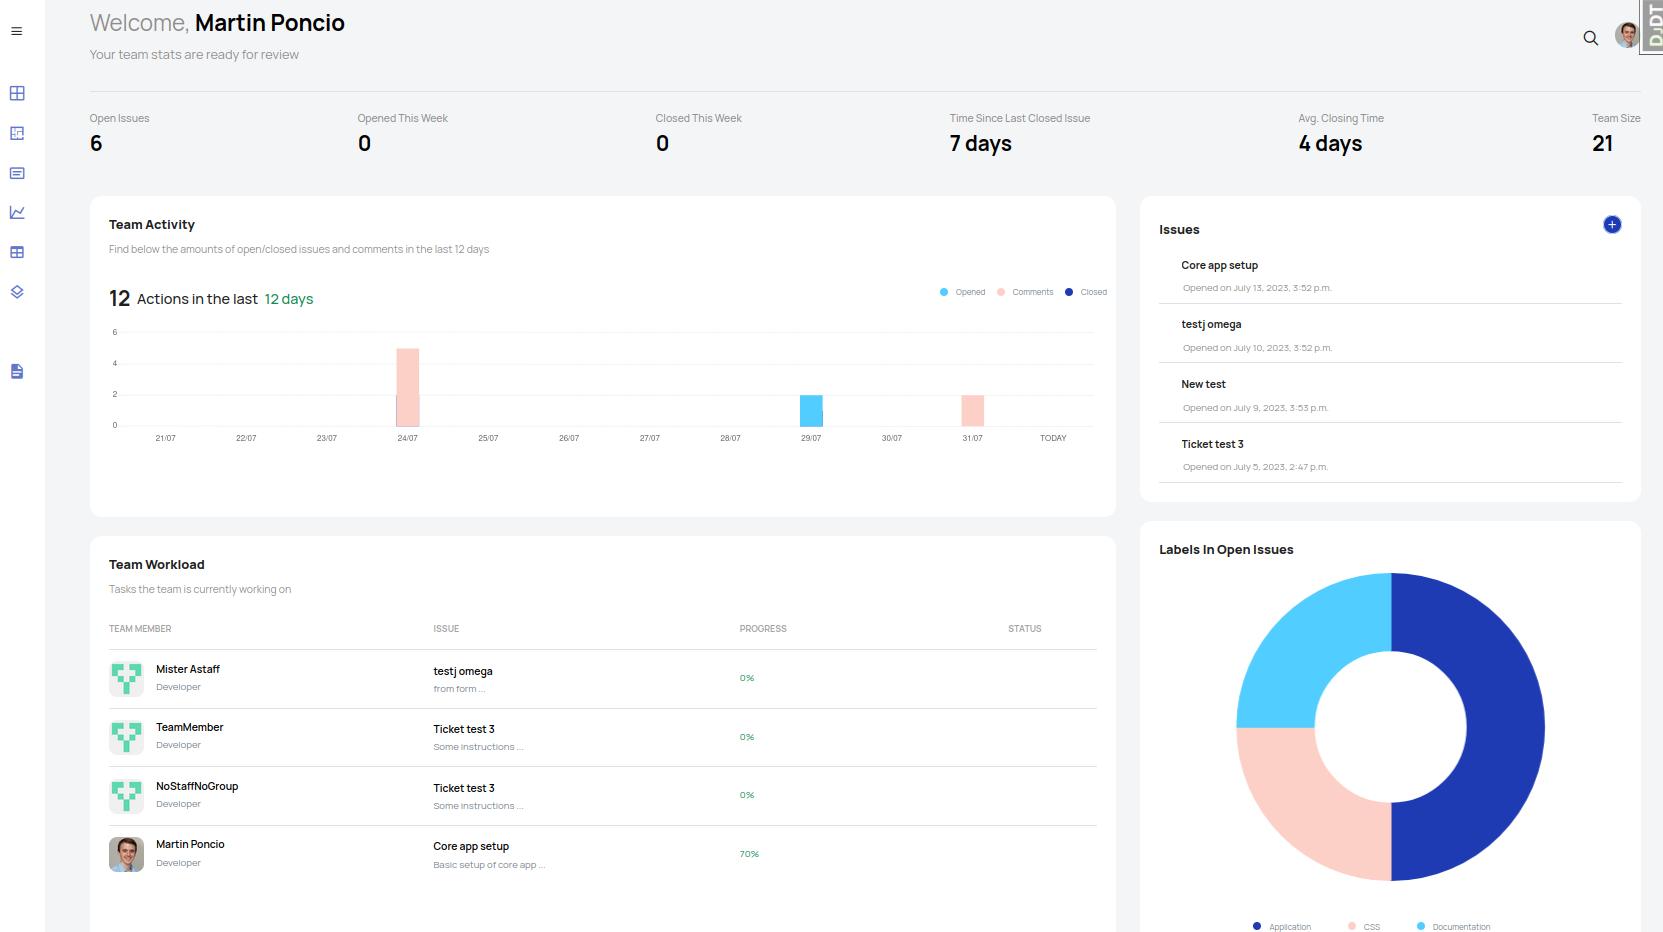 Welcome, Martin Poncio
Your team stats are ready for review
DJDT
Open Issues
6
Opened This Week
0
Closed This Week
0
Time Since Last Closed Issue
7 days
Avg. Closing Time
4 days
Team Size
21
Team Activity
Find below the amounts of open/closed issues and comments in the last 12 days
12 Actions in the last 12 days
Opened Comments Closed
6
4
2
0
21/07 22/07 23/07 24/07 25/07 26/07 27/07 28/07 29/07 30/07 31/07 TODAY
Issues
+
Core app setup
Opened on July 13, 2023, 3:52 p.m.
testj omega
Opened on July 10, 2023, 3:52 p.m.
New test
Opened on July 9, 2023, 3:53 p.m.
Ticket test 3
Opened on July 5, 2023, 2:47 p.m.
Team Workload
Tasks the team is currently working on
TEAM MEMBER ISSUE PROGRESS STATUS
Mister Astaff
Developer
testj omega
from form ...
0%
TeamMember
Developer
Ticket test 3
Some instructions ...
0%
NoStaffNoGroup
Developer
Ticket test 3
Some instructions ...
0%
Martin Poncio
Developer
Core app setup
Basic setup of core app ...
70%
Labels In Open Issues
Application CSS Documentation